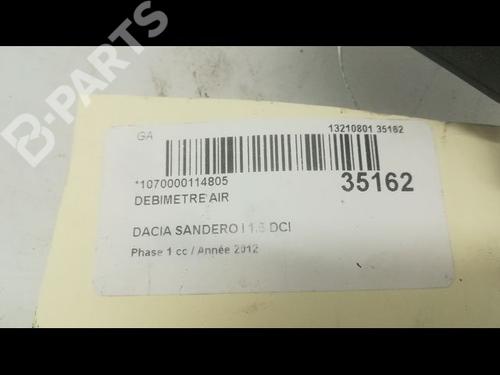 B-PARTS
GA
13210801 35162
*1070000114805
35162
DEBIMETRE AIR
DACIA SANDERO I 1.5 DCI
Phase 1 cc / Année 2012